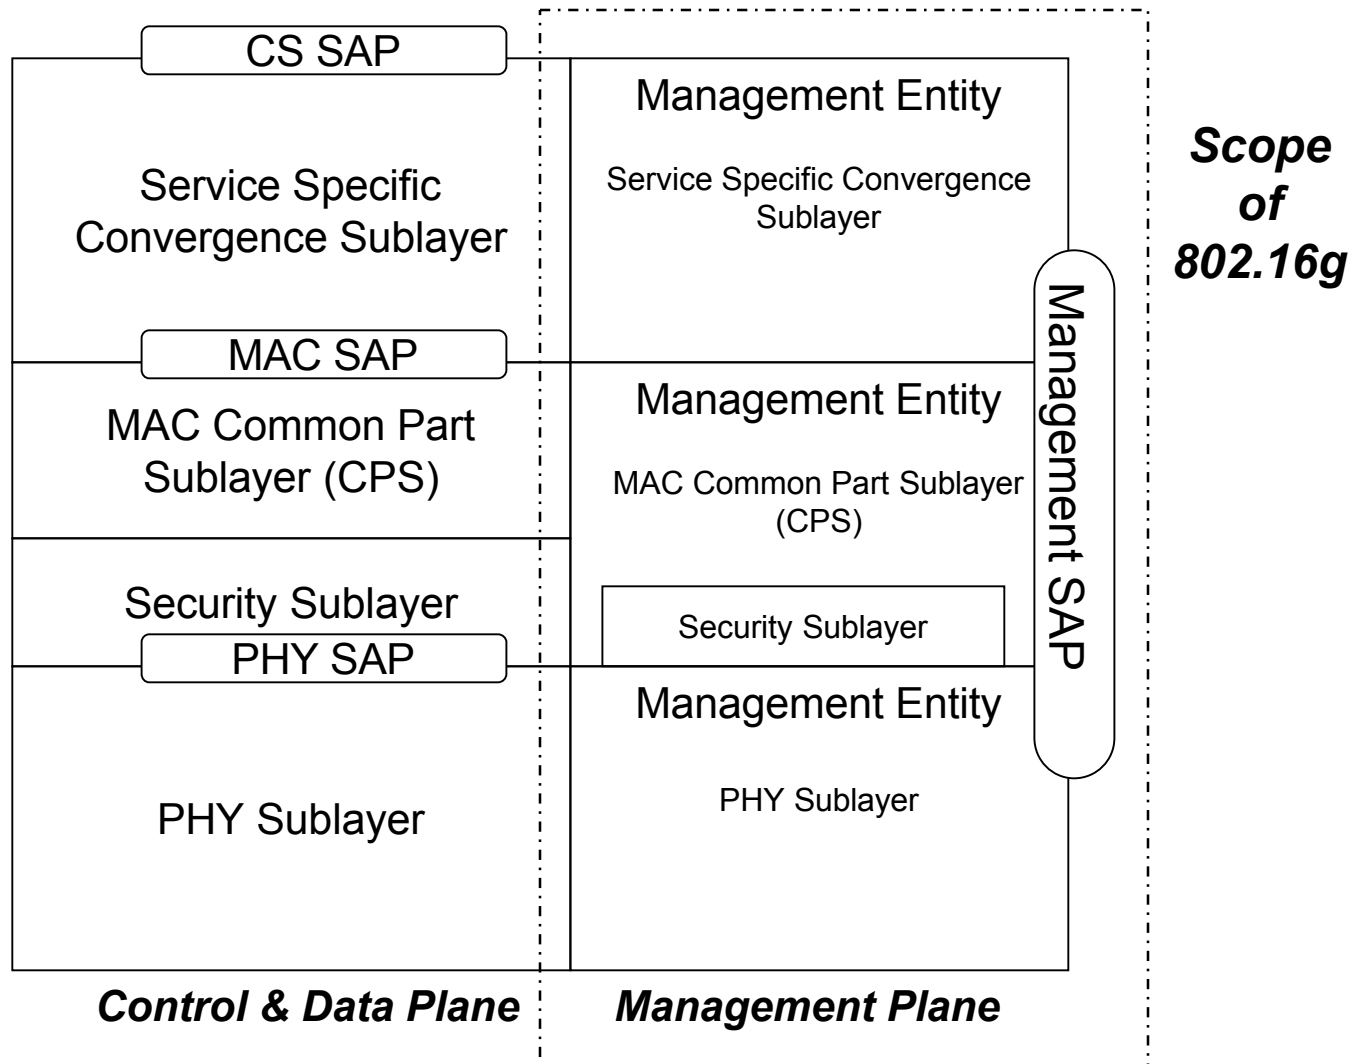 CS SAP
Service Specific
Convergence Sublayer
MAC SAP
MAC Common Part
Sublayer (CPS)
Security Sublayer
PHY SAP
PHY Sublayer
Control & Data Plane
Management Entity
Service Specific Convergence
Sublayer
Management Entity
MAC Common Part Sublayer
(CPS)
Security Sublayer
Management Entity
PHY Sublayer
Management Plane
Management SAP
Scope
of
802.16g